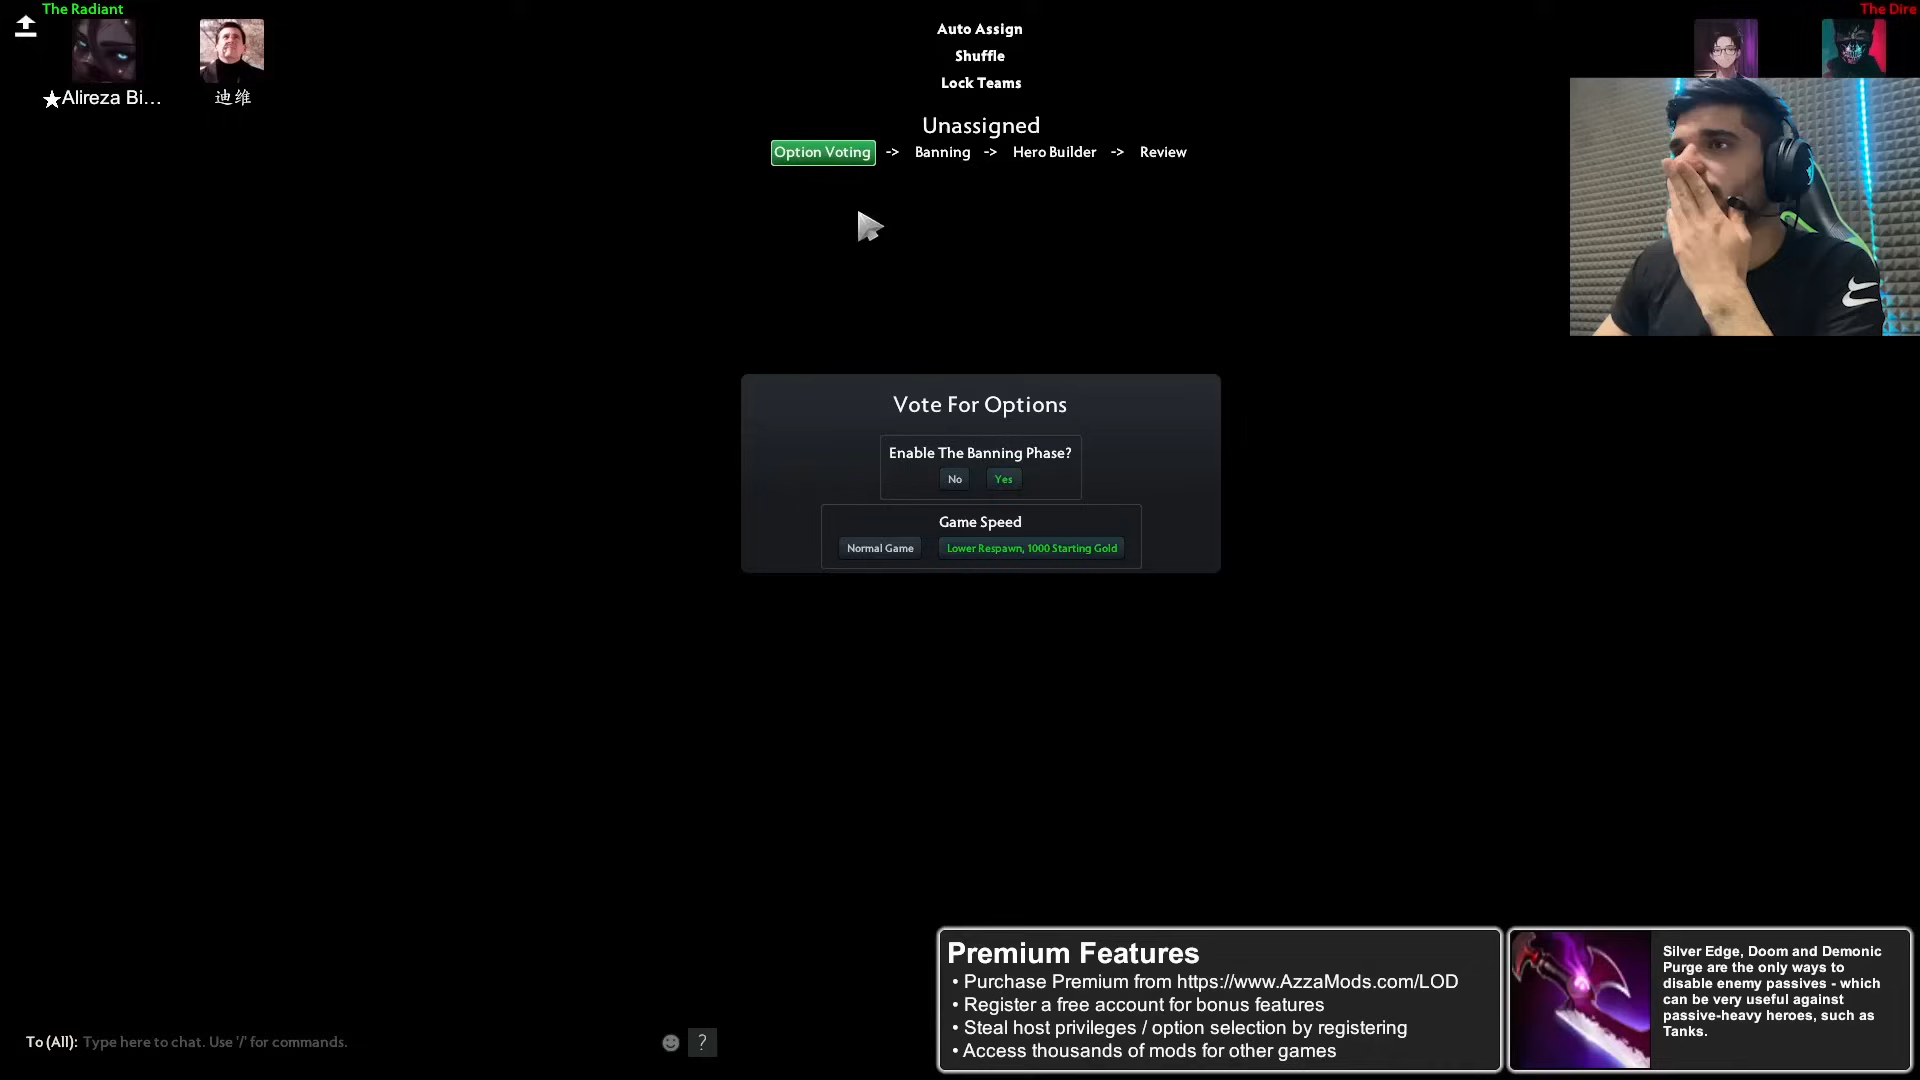 The Radiant
The Dire
★Alireza Bi...
迪维
Auto Assign
Shuffle
Lock Teams
Unassigned
Option Voting -> Banning -> Hero Builder -> Review
Vote For Options
Enable The Banning Phase?
No Yes
Game Speed
Normal Game Lower Respawn, 1000 Starting Gold
Premium Features
• Purchase Premium from https://www.AzzaMods.com/LOD
• Register a free account for bonus features
• Steal host privileges / option selection by registering
• Access thousands of mods for other games
Silver Edge, Doom and Demonic
Purge are the only ways to
disable enemy passives - which
can be very useful against
passive-heavy heroes, such as
Tanks.
To (All): Type here to chat. Use '/' for commands.
?